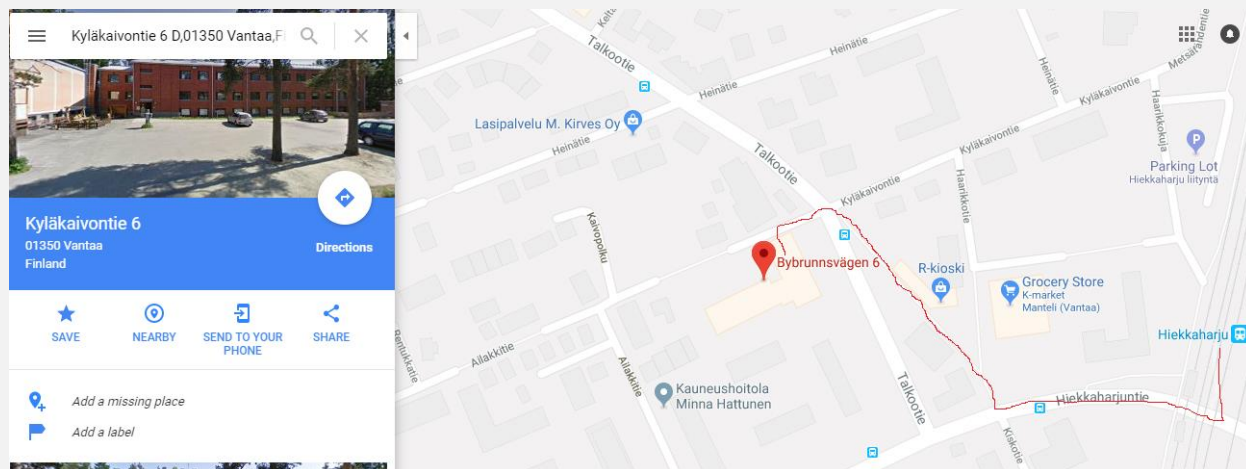 Kyläkaivontie 6 D,01350 Vantaa,Fi
Kyläkaivontie 6
01350 Vantaa
Finland
Directions
SAVE
NEARBY
SEND TO YOUR
PHONE
SHARE
Add a missing place
Add a label
Talkootie
Heinätie
Heinätie
Heinätie
Metsärahdentie
Kyläkaivontie
Haarikkokuja
Kyläkaivontie
P
Parking Lot
Hiekkaharju liityntä
Lasipalvelu M. Kirves Oy
Heinätie
Talkootie
Kyläkaivontie
Haarikkotie
Kaivopolku
Bybrunnsvägen 6
R-kioski
Grocery Store
K-market
Manteli (Vantaa)
Hiekkaharju
Rentukkatie
Ailakkitie
Ailakkitie
Kauneushoitola
Minna Hattunen
Talkootie
Hiekkaharjuntie
Kiskotie